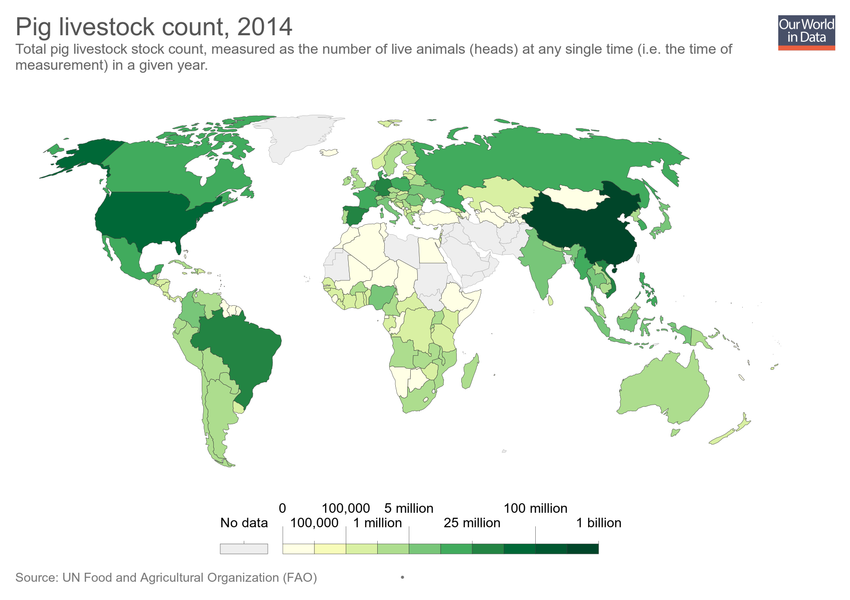 Pig livestock count, 2014
Our World
in Data
Total pig livestock stock count, measured as the number of live animals (heads) at any single time (i.e. the time of
measurement) in a given year.
0 100,000 5 million 100 million
No data 100,000 1 million 25 million 1 billion
Source: UN Food and Agricultural Organization (FAO) •